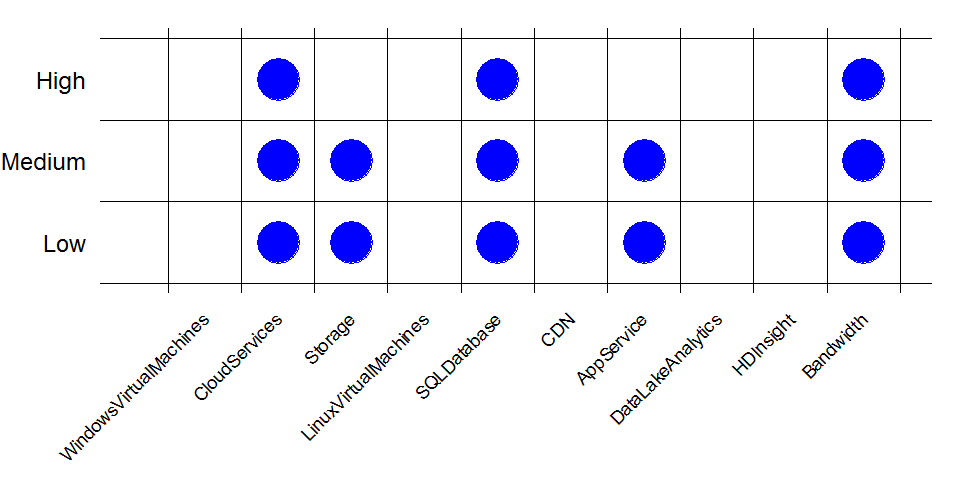 High
Medium
Low
WindowsVirtualMachines
CloudServices
Storage
LinuxVirtualMachines
SQLDatabase
CDN
AppService
DataLakeAnalytics
HDInsight
Bandwidth